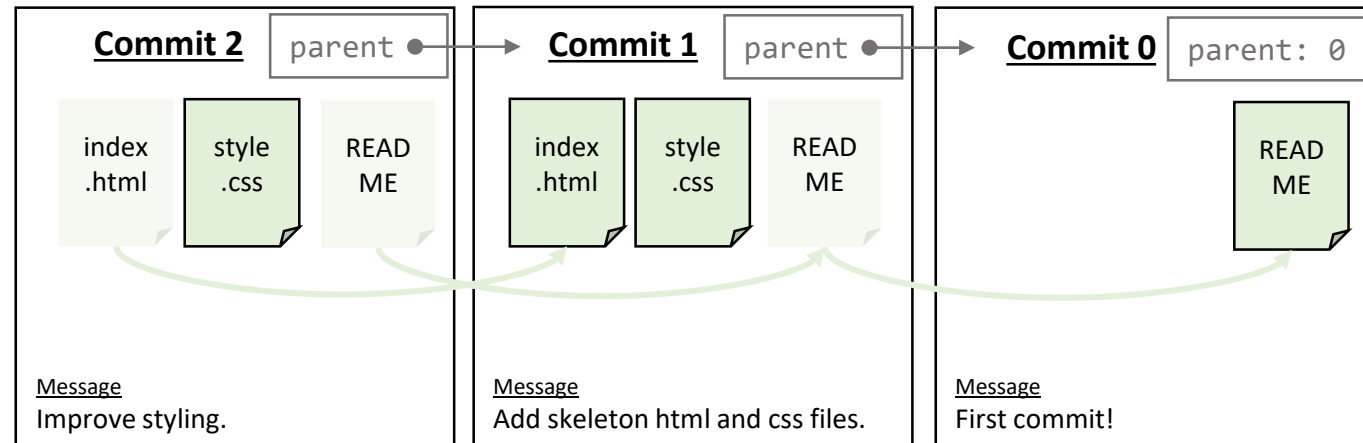 Commit 2
parent
index
.html
style
.css
READ
ME
Message
Improve styling.
Commit 1
parent
index
.html
style
.css
READ
ME
Message
Add skeleton html and css files.
Commit 0
parent: 0
READ
ME
Message
First commit!